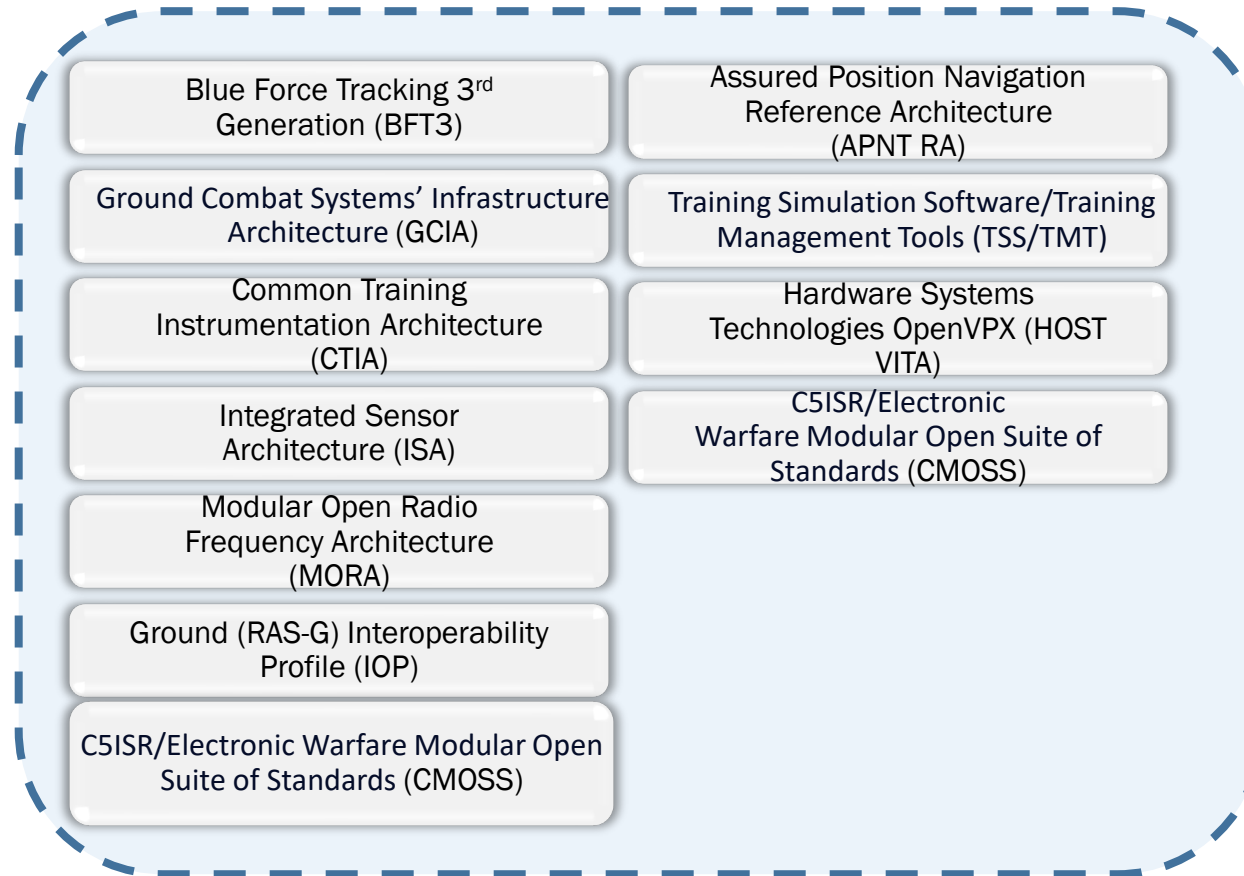 Blue Force Tracking 3rd
Generation (BFT3)
Ground Combat Systems’ Infrastructure
Architecture (GCIA)
Common Training
Instrumentation Architecture
(CTIA)
Integrated Sensor
Architecture (ISA)
Modular Open Radio
Frequency Architecture
(MORA)
Ground (RAS-G) Interoperability
Profile (IOP)
C5ISR/Electronic Warfare Modular Open
Suite of Standards (CMOSS)
Assured Position Navigation
Reference Architecture
(APNT RA)
Training Simulation Software/Training
Management Tools (TSS/TMT)
Hardware Systems
Technologies OpenVPX (HOST
VITA)
C5ISR/Electronic
Warfare Modular Open Suite of
Standards (CMOSS)